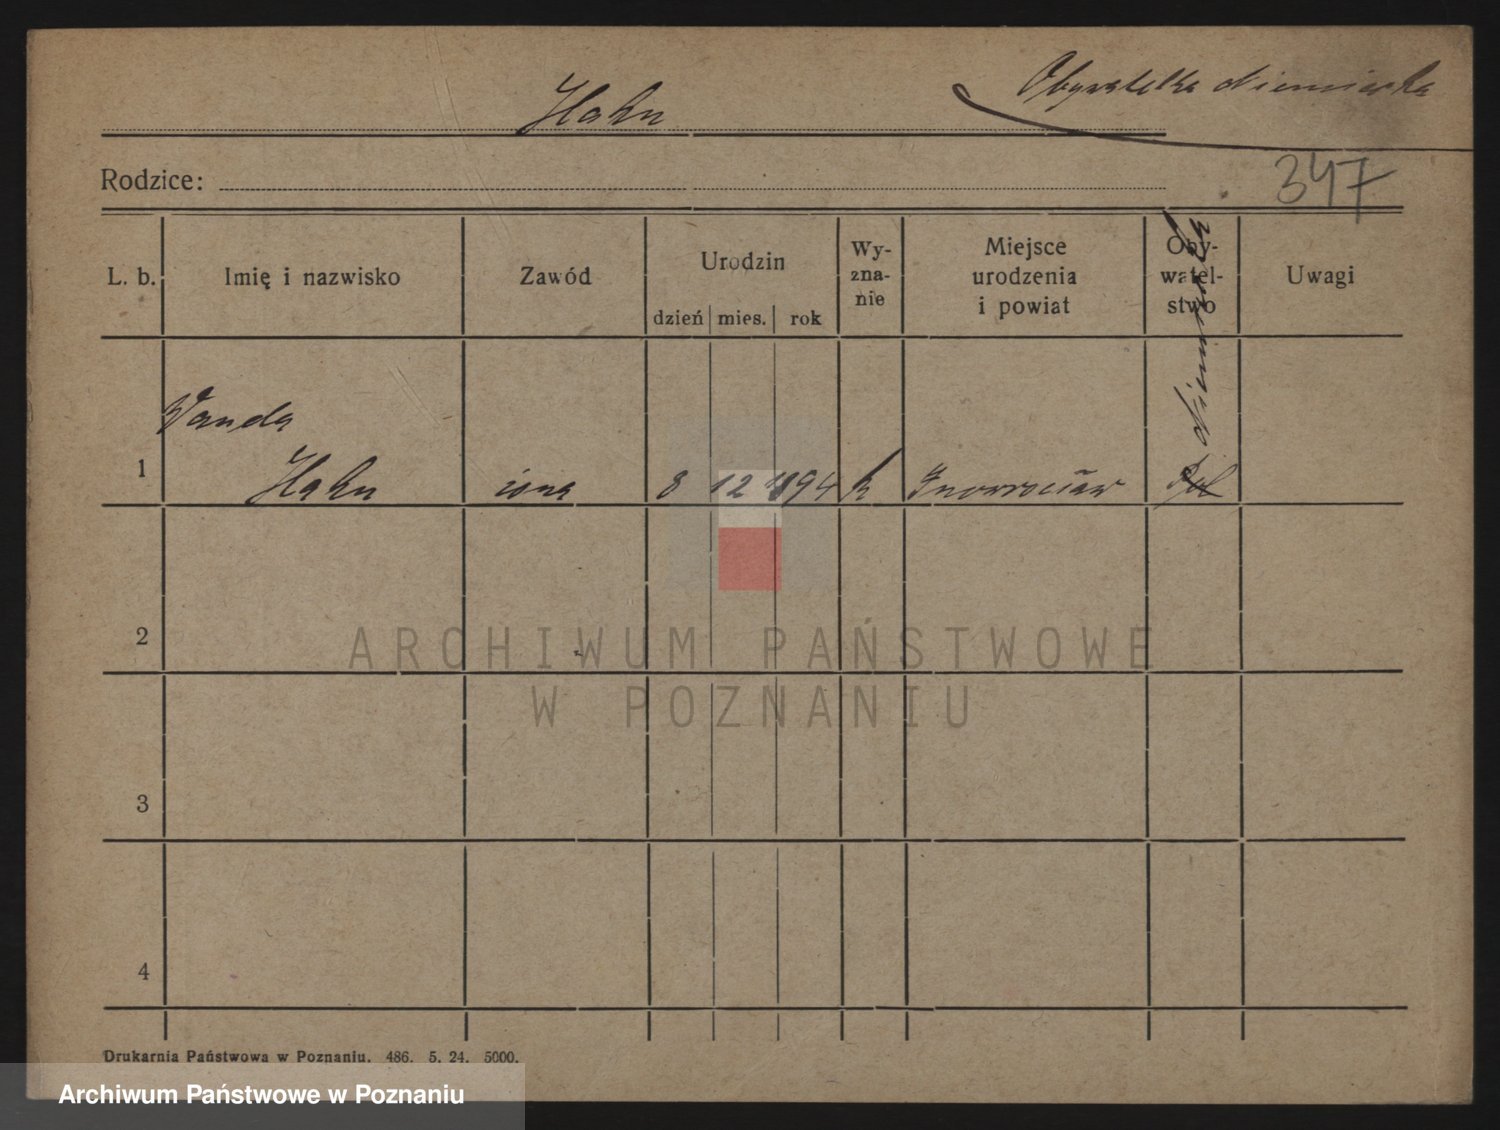 Hahn
Obywatelka Niemiecka
Rodzice:
347
L. b.
Imię i nazwisko
Zawód
Urodzin
dzień mies. rok
Wy-
zna-
nie
Miejsce
urodzenia
i powiat
Oby-
watel-
stwo
Uwagi
Wanda
1 Hahn żona 8 12 1894 k Inowrocław Pol
2
3
4
ARCHIWUM PAŃSTWOWE
W POZNANIU
Drukarnia Państwowa w Poznaniu. 486. 5. 24. 5000.
Archiwum Państwowe w Poznaniu